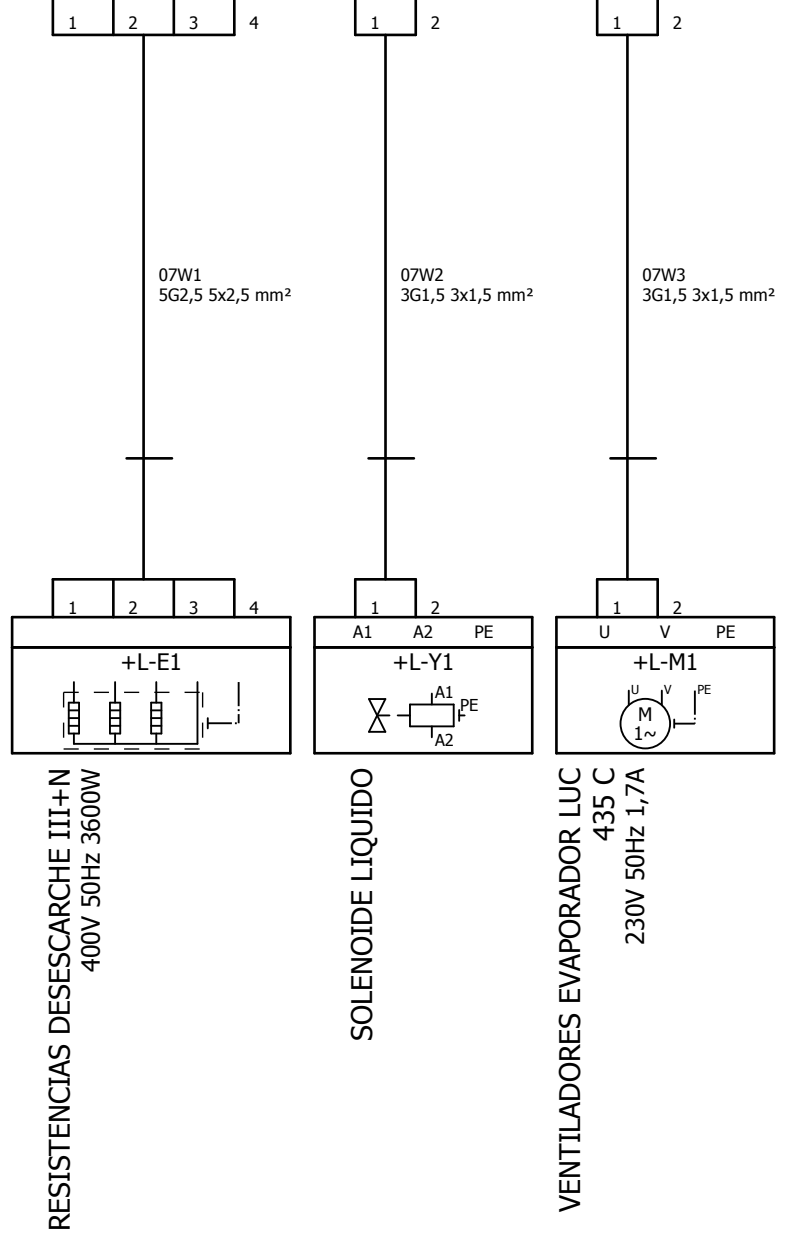 1 2 3 4
1 2
1 2
07W1
5G2,5 5x2,5 mm²
07W2
3G1,5 3x1,5 mm²
07W3
3G1,5 3x1,5 mm²
1 2 3 4
+L-E1
1 2
A1 A2 PE
+L-Y1
A1
PE
A2
1 2
U V PE
+L-M1
U V PE
M
1~
RESISTENCIAS DESESCARCHE III+N
400V 50Hz 3600W
SOLENOIDE LIQUIDO
VENTILADORES EVAPORADOR LUC
435 C
230V 50Hz 1,7A